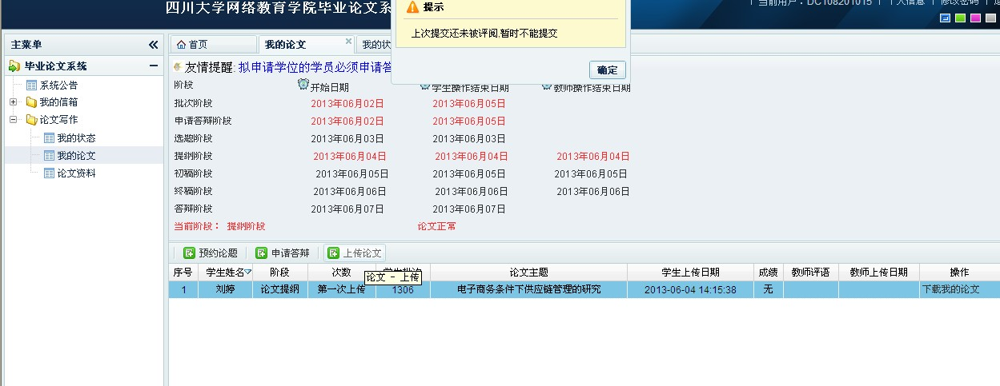 四川大学网络教育学院毕业论文系
当前用户：DC108201015 个人信息 修改密码
提示
上次提交还未被评阅,暂时不能提交
确定
主菜单
首页 我的论文 我的状
毕业论文系统
友情提醒: 拟申请学位的学员必须申请答
系统公告
我的信箱
论文写作
我的状态
我的论文
论文资料
阶段 开始日期 学生操作结束日期 教师操作结束日期
批次阶段 2013年06月02日 2013年06月05日
申请答辩阶段 2013年06月02日 2013年06月05日
选题阶段 2013年06月03日 2013年06月03日
提纲阶段 2013年06月04日 2013年06月04日 2013年06月04日
初稿阶段 2013年06月05日 2013年06月05日 2013年06月05日
终稿阶段 2013年06月06日 2013年06月06日 2013年06月06日
答辩阶段 2013年06月07日 2013年06月07日
当前阶段： 提纲阶段 论文正常
预约论题 申请答辩 上传论文
序号 学生姓名 阶段 次数 学生批次 论文主题 学生上传日期 成绩 教师评语 教师上传日期 操作
论文 - 上传
1 刘婷 论文提纲 第一次上传 1306 电子商务条件下供应链管理的研究 2013-06-04 14:15:38 无 下载我的论文